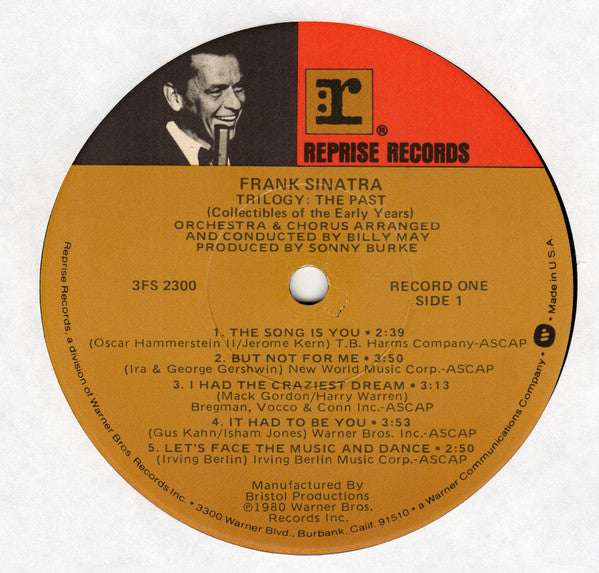 r
®
REPRISE RECORDS
FRANK SINATRA
TRILOGY: THE PAST
(Collectibles of the Early Years)
ORCHESTRA & CHORUS ARRANGED
AND CONDUCTED BY BILLY MAY
PRODUCED BY SONNY BURKE
3FS 2300
RECORD ONE
SIDE 1
1. THE SONG IS YOU • 2:39
(Oscar Hammerstein II/Jerome Kern) T.B. Harms Company-ASCAP
2. BUT NOT FOR ME • 3:50
(Ira & George Gershwin) New World Music Corp.-ASCAP
3. I HAD THE CRAZIEST DREAM • 3:13
(Mack Gordon/Harry Warren)
Bregman, Vocco & Conn Inc.-ASCAP
4. IT HAD TO BE YOU • 3:53
(Gus Kahn/Isham Jones) Warner Bros. Inc.-ASCAP
5. LET'S FACE THE MUSIC AND DANCE • 2:50
(Irving Berlin) Irving Berlin Music Corp.-ASCAP
Manufactured By
Bristol Productions
©1980 Warner Bros.
Records Inc.
Reprise Records, a division of Warner Bros. Records Inc. • 3300 Warner Blvd., Burbank, Calif. 91510 • a Warner Communications Company • Made in U.S.A.